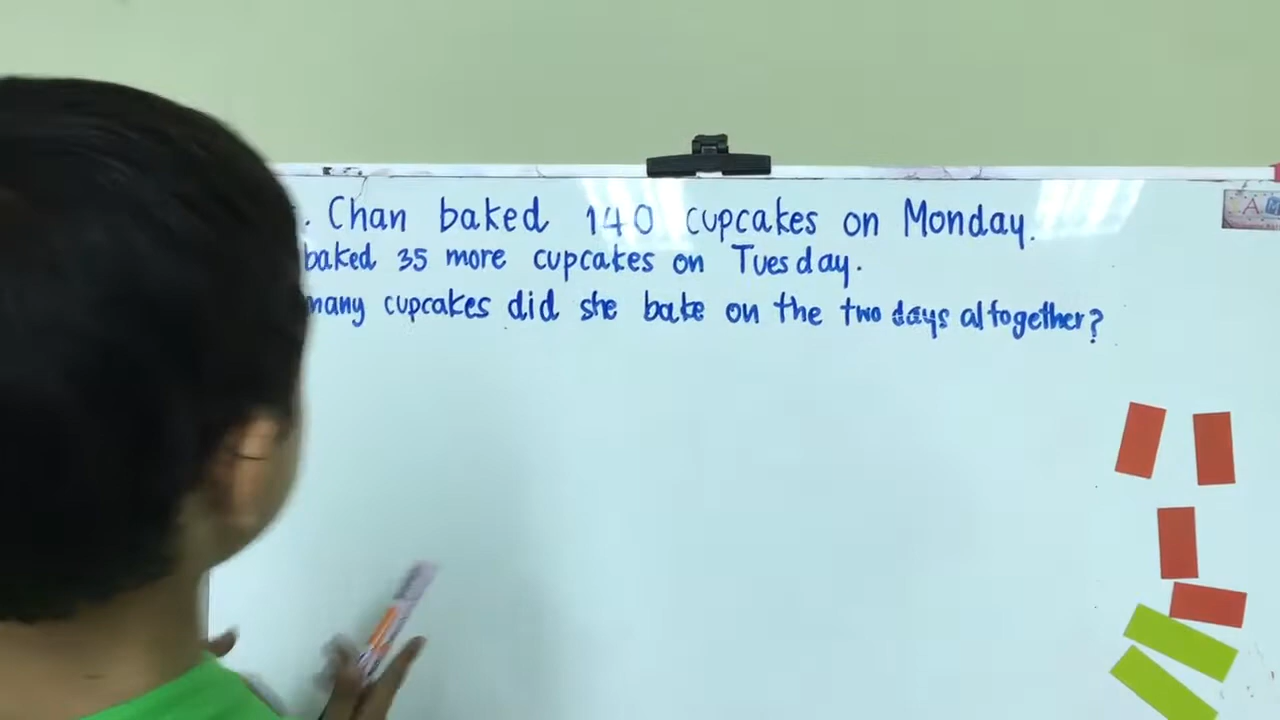 . Chan baked 140 cupcakes on Monday.
baked 35 more cupcakes on Tuesday.
many cupcakes did she bake on the two days altogether?
A